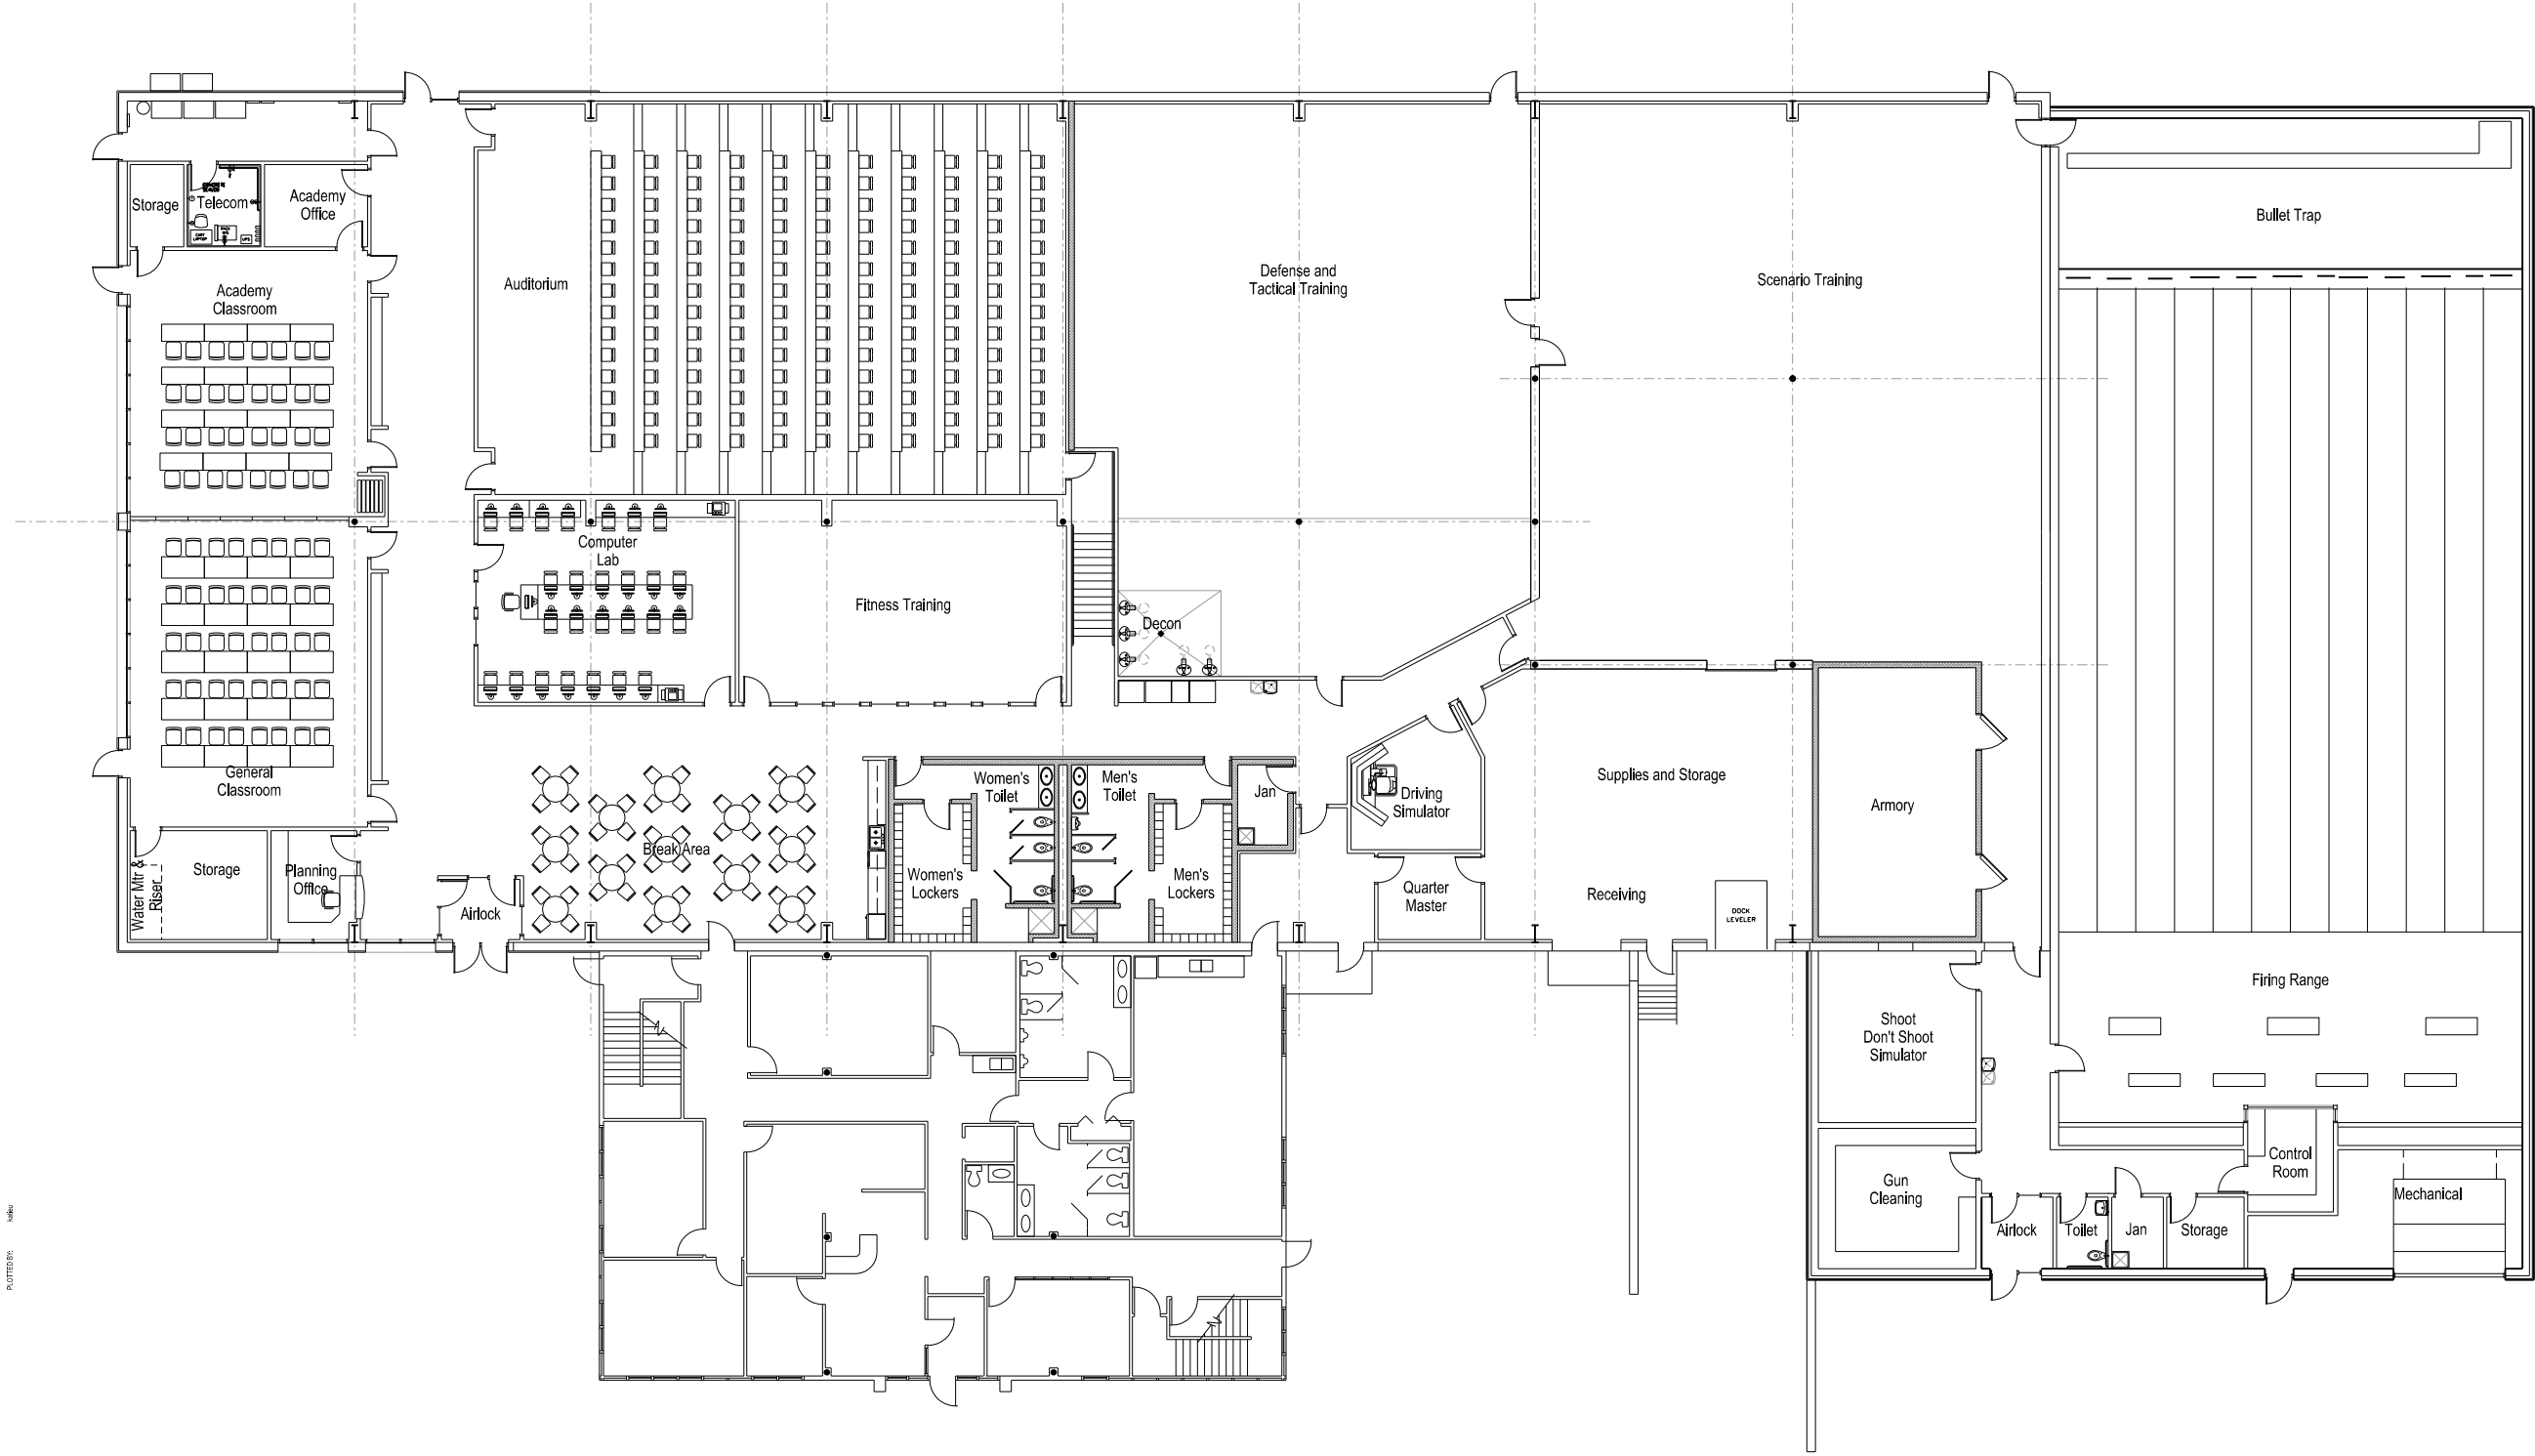 Storage
Telecom
Academy
Office
Bullet Trap
Academy
Classroom
Auditorium
Defense and
Tactical Training
Scenario Training
Computer
Lab
Fitness Training
Decon
General
Classroom
Women's
Toilet
Men's
Toilet
Jan
Driving
Simulator
Supplies and Storage
Armory
Water Mtr &
Riser
Storage
Planning
Office
Airlock
Break Area
Women's
Lockers
Men's
Lockers
Quarter
Master
Receiving
DOCK
LEVELER
Firing Range
Shoot
Don't Shoot
Simulator
Gun
Cleaning
Control
Room
Mechanical
Airlock
Toilet
Jan
Storage
UPS
PLOTTED BY: